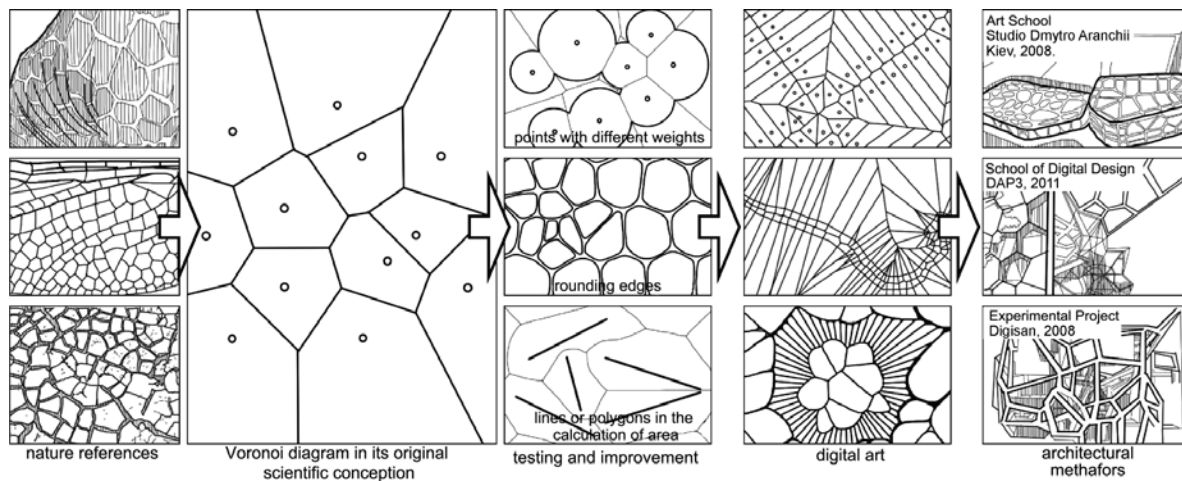 Art School
Studio Dmytro Aranchii
Kiev, 2008.
points with different weights
School of Digital Design
DAP3, 2011
rounding edges
Experimental Project
Digisan, 2008
lines or polygons in the
calculation of area
nature references
Voronoi diagram in its original
scientific conception
testing and improvement
digital art
architectural
methafors